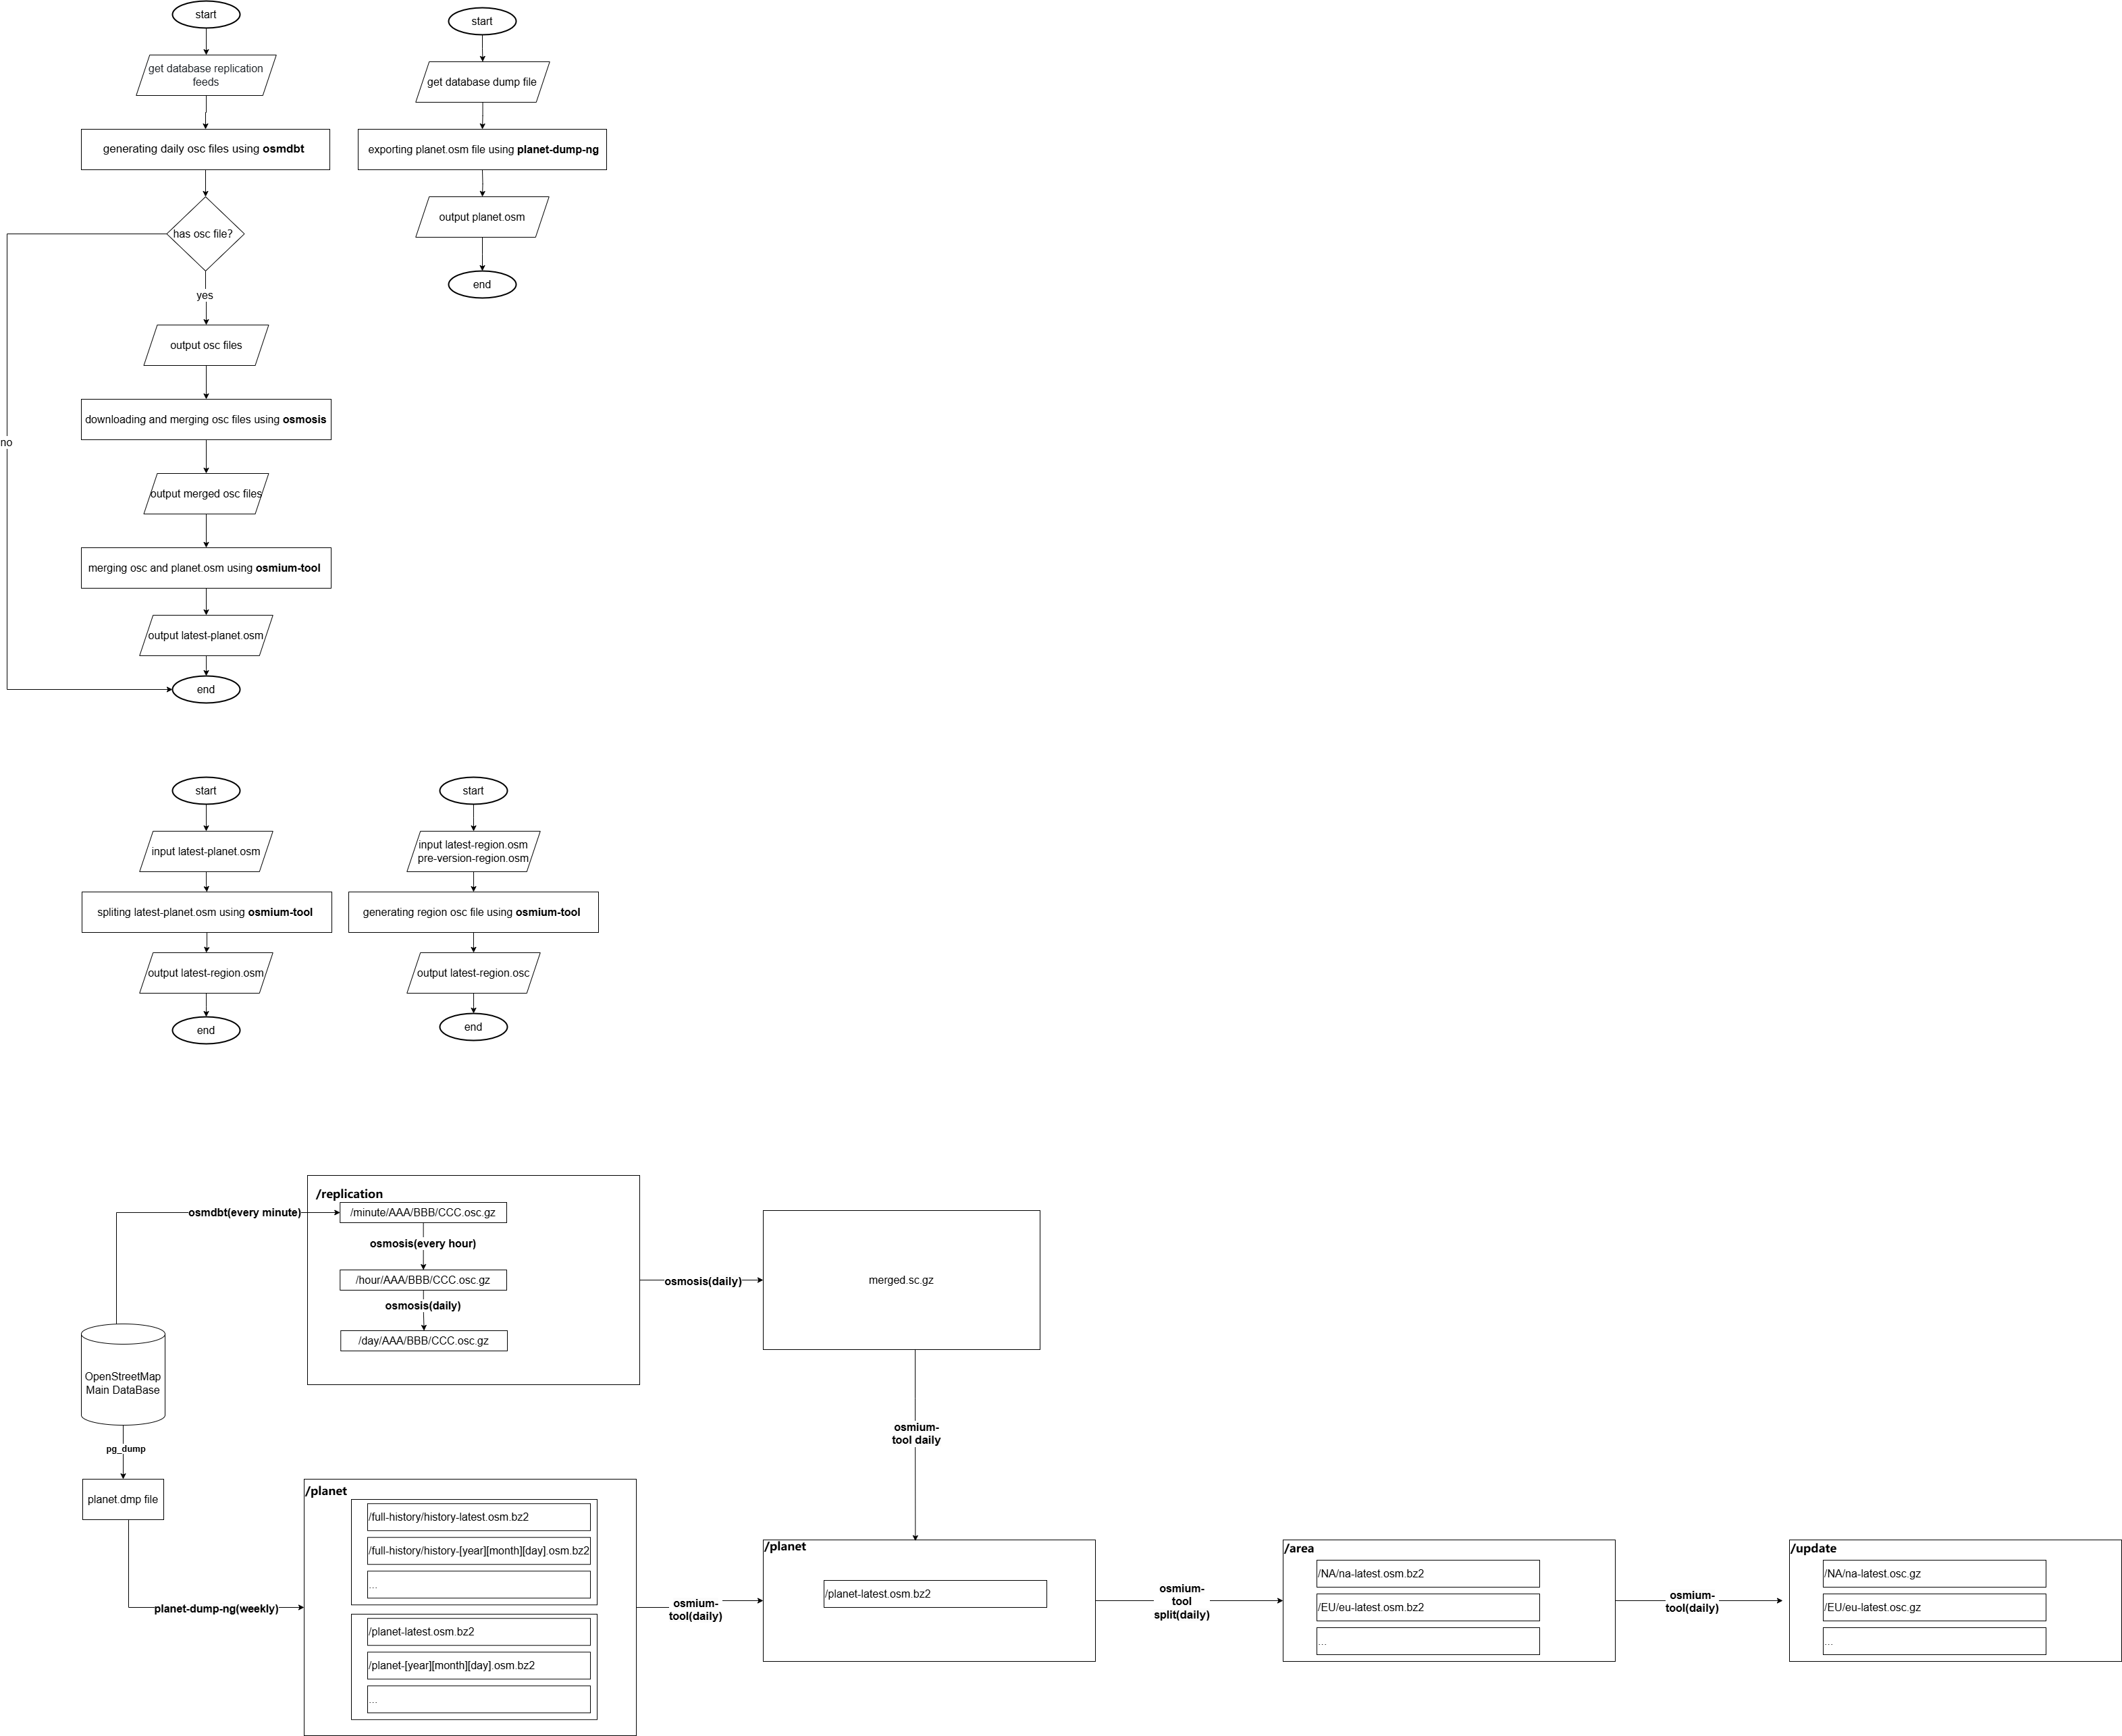 start
get database replication
feeds
generating daily osc files using osmdbt
has osc file?
no
yes
output osc files
downloading and merging osc files using osmosis
output merged osc files
merging osc and planet.osm using osmium-tool
output latest-planet.osm
end
start
get database dump file
exporting planet.osm file using planet-dump-ng
output planet.osm
end
start
input latest-planet.osm
spliting latest-planet.osm using osmium-tool
output latest-region.osm
end
start
input latest-region.osm
pre-version-region.osm
generating region osc file using osmium-tool
output latest-region.osc
end
OpenStreetMap
Main DataBase
osmdbt(every minute)
/replication
/minute/AAA/BBB/CCC.osc.gz
osmosis(every hour)
/hour/AAA/BBB/CCC.osc.gz
osmosis(daily)
/day/AAA/BBB/CCC.osc.gz
osmosis(daily)
merged.sc.gz
osmium-
tool daily
pg_dump
planet.dmp file
planet-dump-ng(weekly)
/planet
/full-history/history-latest.osm.bz2
/full-history/history-[year][month][day].osm.bz2
...
/planet-latest.osm.bz2
/planet-[year][month][day].osm.bz2
...
osmium-
tool(daily)
/planet
/planet-latest.osm.bz2
osmium-
tool
split(daily)
/area
/NA/na-latest.osm.bz2
/EU/eu-latest.osm.bz2
...
osmium-
tool(daily)
/update
/NA/na-latest.osc.gz
/EU/eu-latest.osc.gz
...